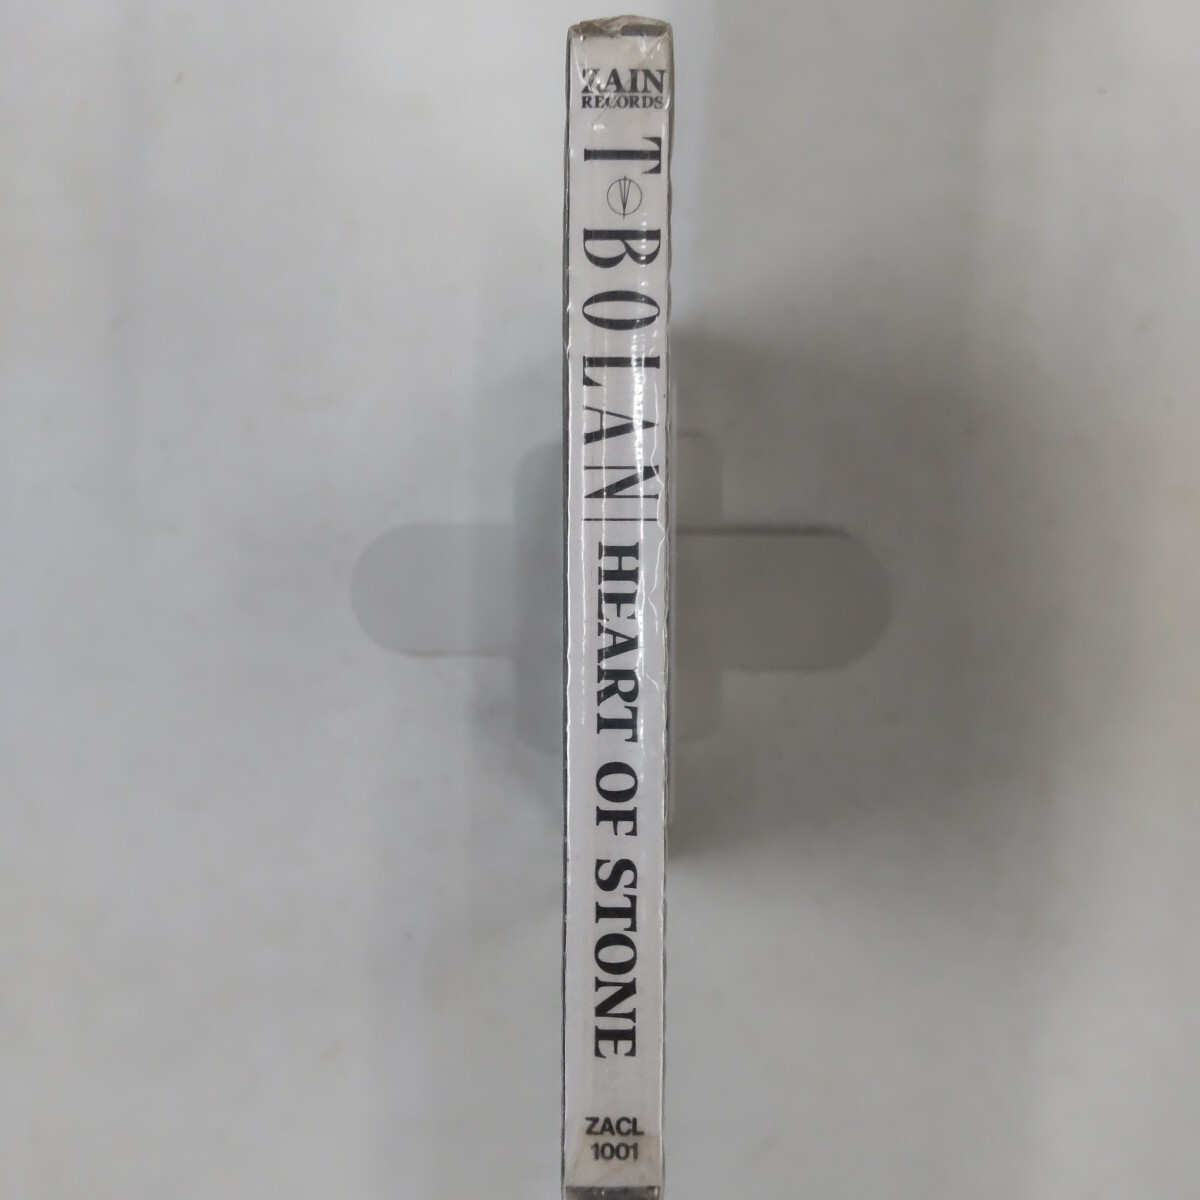 ZAIN
RECORDS
T BOLAN
HEART OF STONE
ZACL
1001